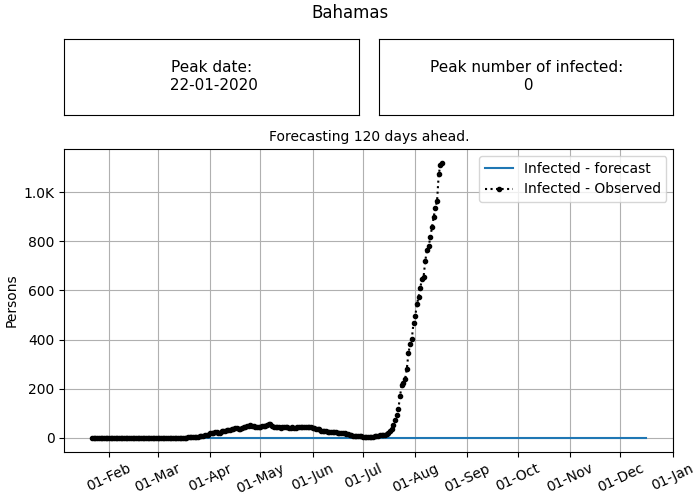 Bahamas
Peak date:
22-01-2020
Peak number of infected:
0
Forecasting 120 days ahead.
Infected - forecast
Infected - Observed
1.0K
800
600
400
200
0
Persons
01-Feb
01-Mar
01-Apr
01-May
01-Jun
01-Jul
01-Aug
01-Sep
01-Oct
01-Nov
01-Dec
01-Jan